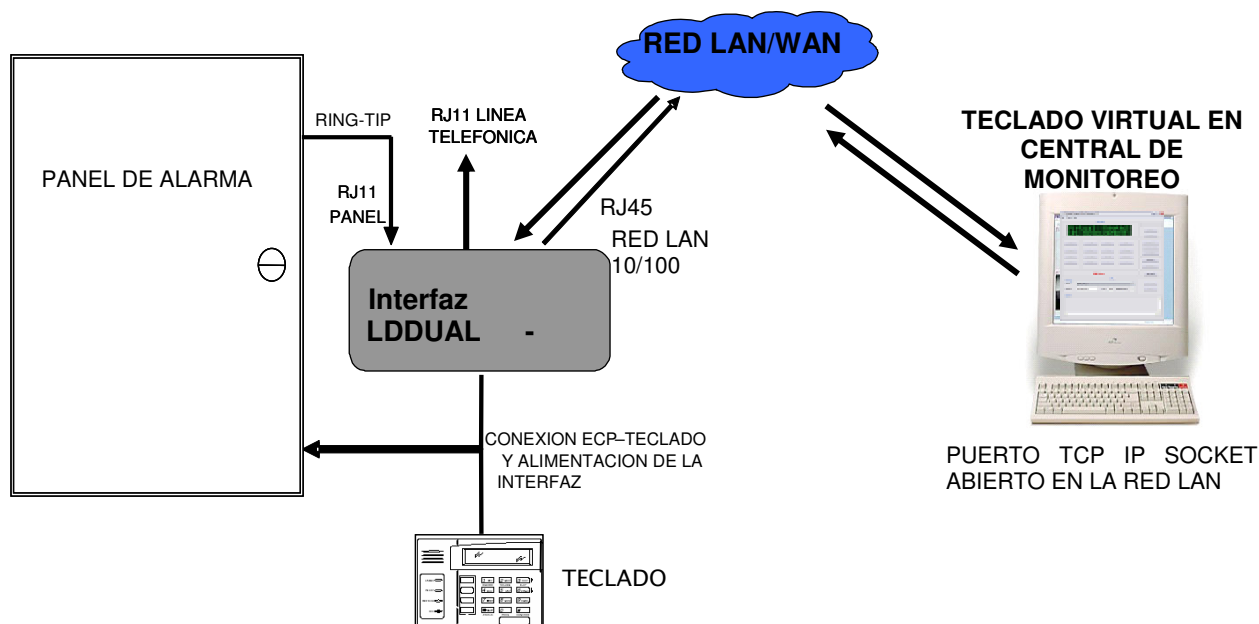 RED LAN/WAN
RING-TIP
RJ11 LINEA
TELEFONICA
TECLADO VIRTUAL EN
CENTRAL DE
MONITOREO
PANEL DE ALARMA
RJ11
PANEL
RJ45
RED LAN
10/100
Interfaz
LDDUAL -
CONEXION ECP–TECLADO
Y ALIMENTACION DE LA
INTERFAZ
PUERTO TCP IP SOCKET
ABIERTO EN LA RED LAN
TECLADO